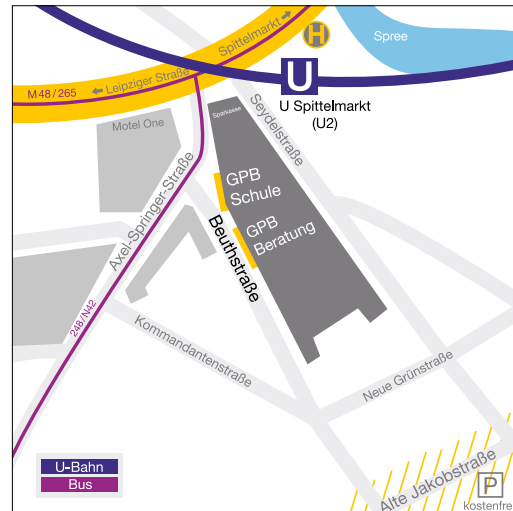 Spittelmarkt →
H
Spree
← Leipziger Straße
M48/265
U
U Spittelmarkt
(U2)
Sparkasse
Motel One
Seydelstraße
GPB
Schule
Axel-Springer-Straße
GPB
Beratung
Beuthstraße
248/N42
Kommandantenstraße
Neue Grünstraße
Alte Jakobstraße
U-Bahn
Bus
P
kostenfrei